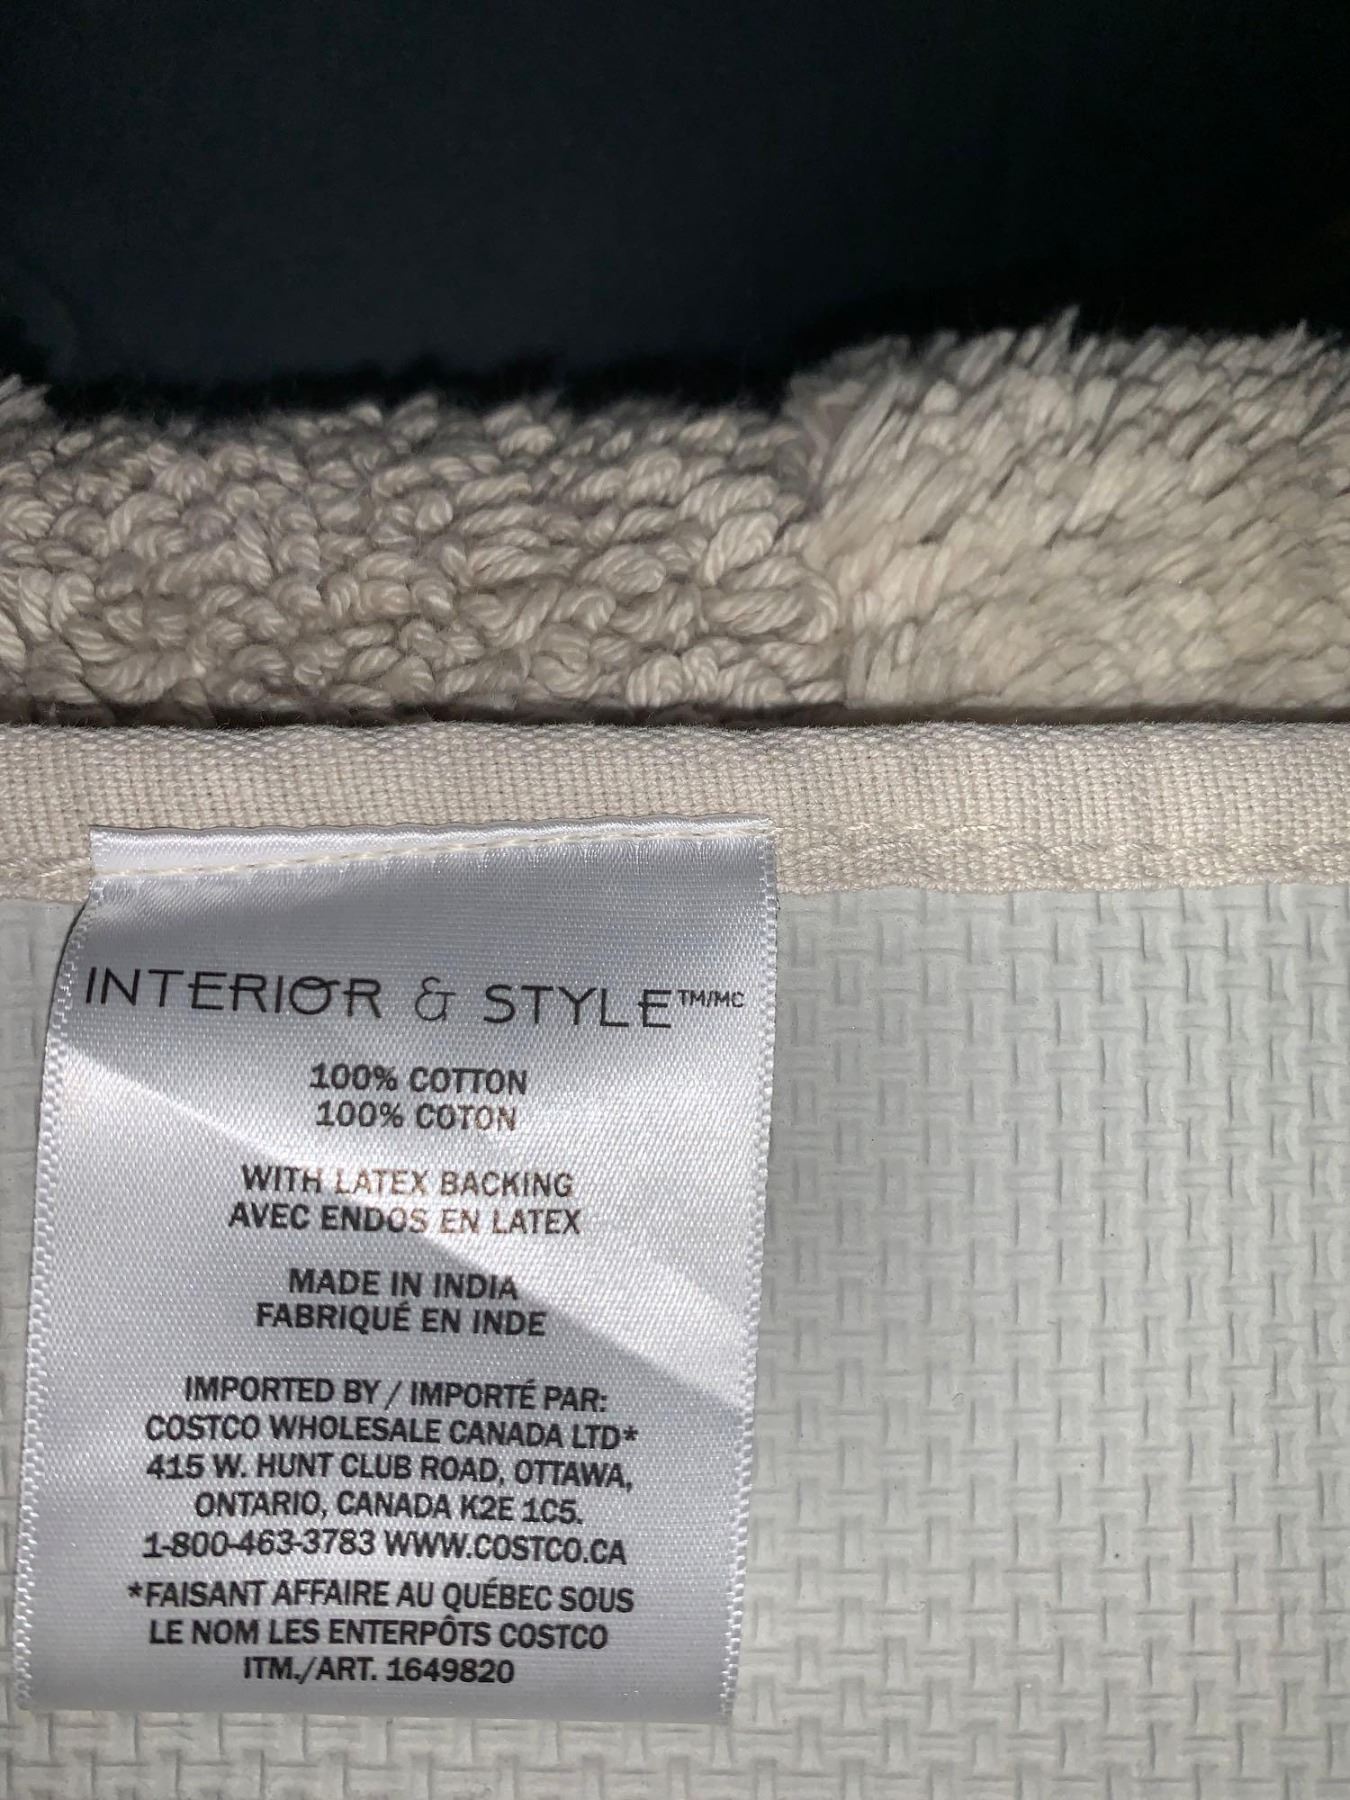 INTERIOR & STYLE™/MC
100% COTTON
100% COTON
WITH LATEX BACKING
AVEC ENDOS EN LATEX
MADE IN INDIA
FABRIQUÉ EN INDE
IMPORTED BY / IMPORTÉ PAR:
COSTCO WHOLESALE CANADA LTD*
415 W. HUNT CLUB ROAD, OTTAWA,
ONTARIO, CANADA K2E 1C5.
1-800-463-3783 WWW.COSTCO.CA
*FAISANT AFFAIRE AU QUÉBEC SOUS
LE NOM LES ENTERPÔTS COSTCO
ITM./ART. 1649820